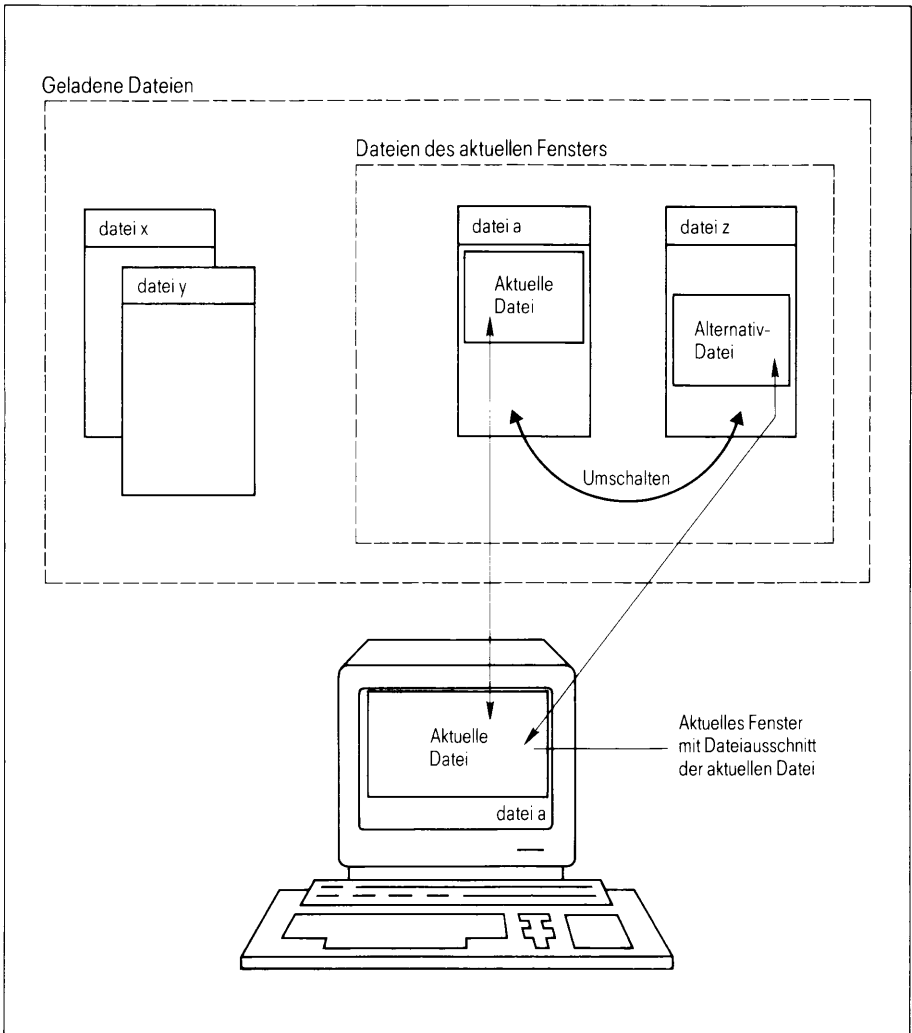 Geladene Dateien
Dateien des aktuellen Fensters
datei x
datei y
datei a
datei z
Aktuelle
Datei
Alternativ-
Datei
Umschalten
Aktuelle
Datei
datei a
Aktuelles Fenster
mit Dateiausschnitt
der aktuellen Datei